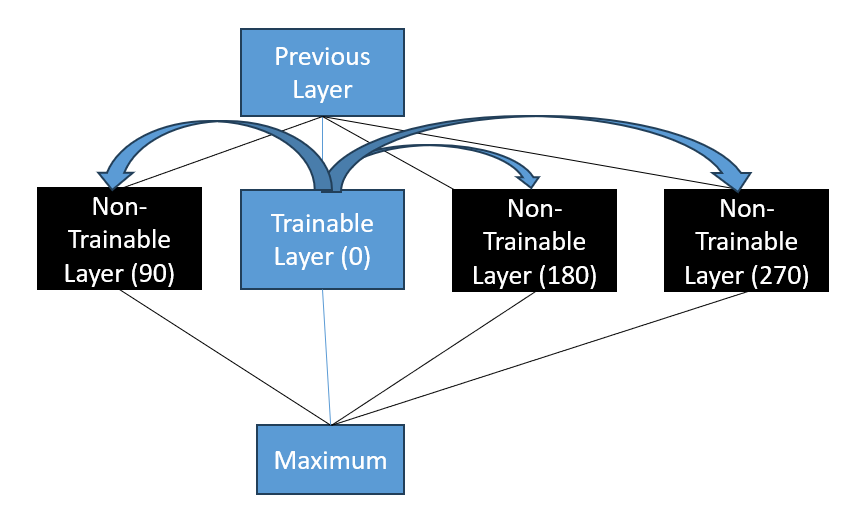 Previous
Layer
Non-
Trainable
Layer (90)
Trainable
Layer (0)
Non-
Trainable
Layer (180)
Non-
Trainable
Layer (270)
Maximum